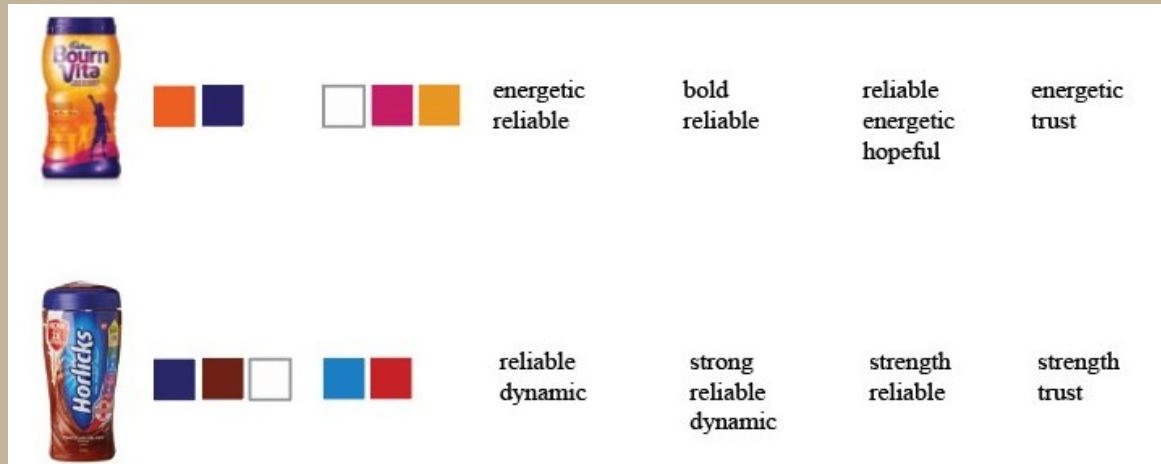 Bourn
Vita
energetic
reliable
bold
reliable
reliable
energetic
hopeful
energetic
trust
Horlicks
reliable
dynamic
strong
reliable
dynamic
strength
reliable
strength
trust